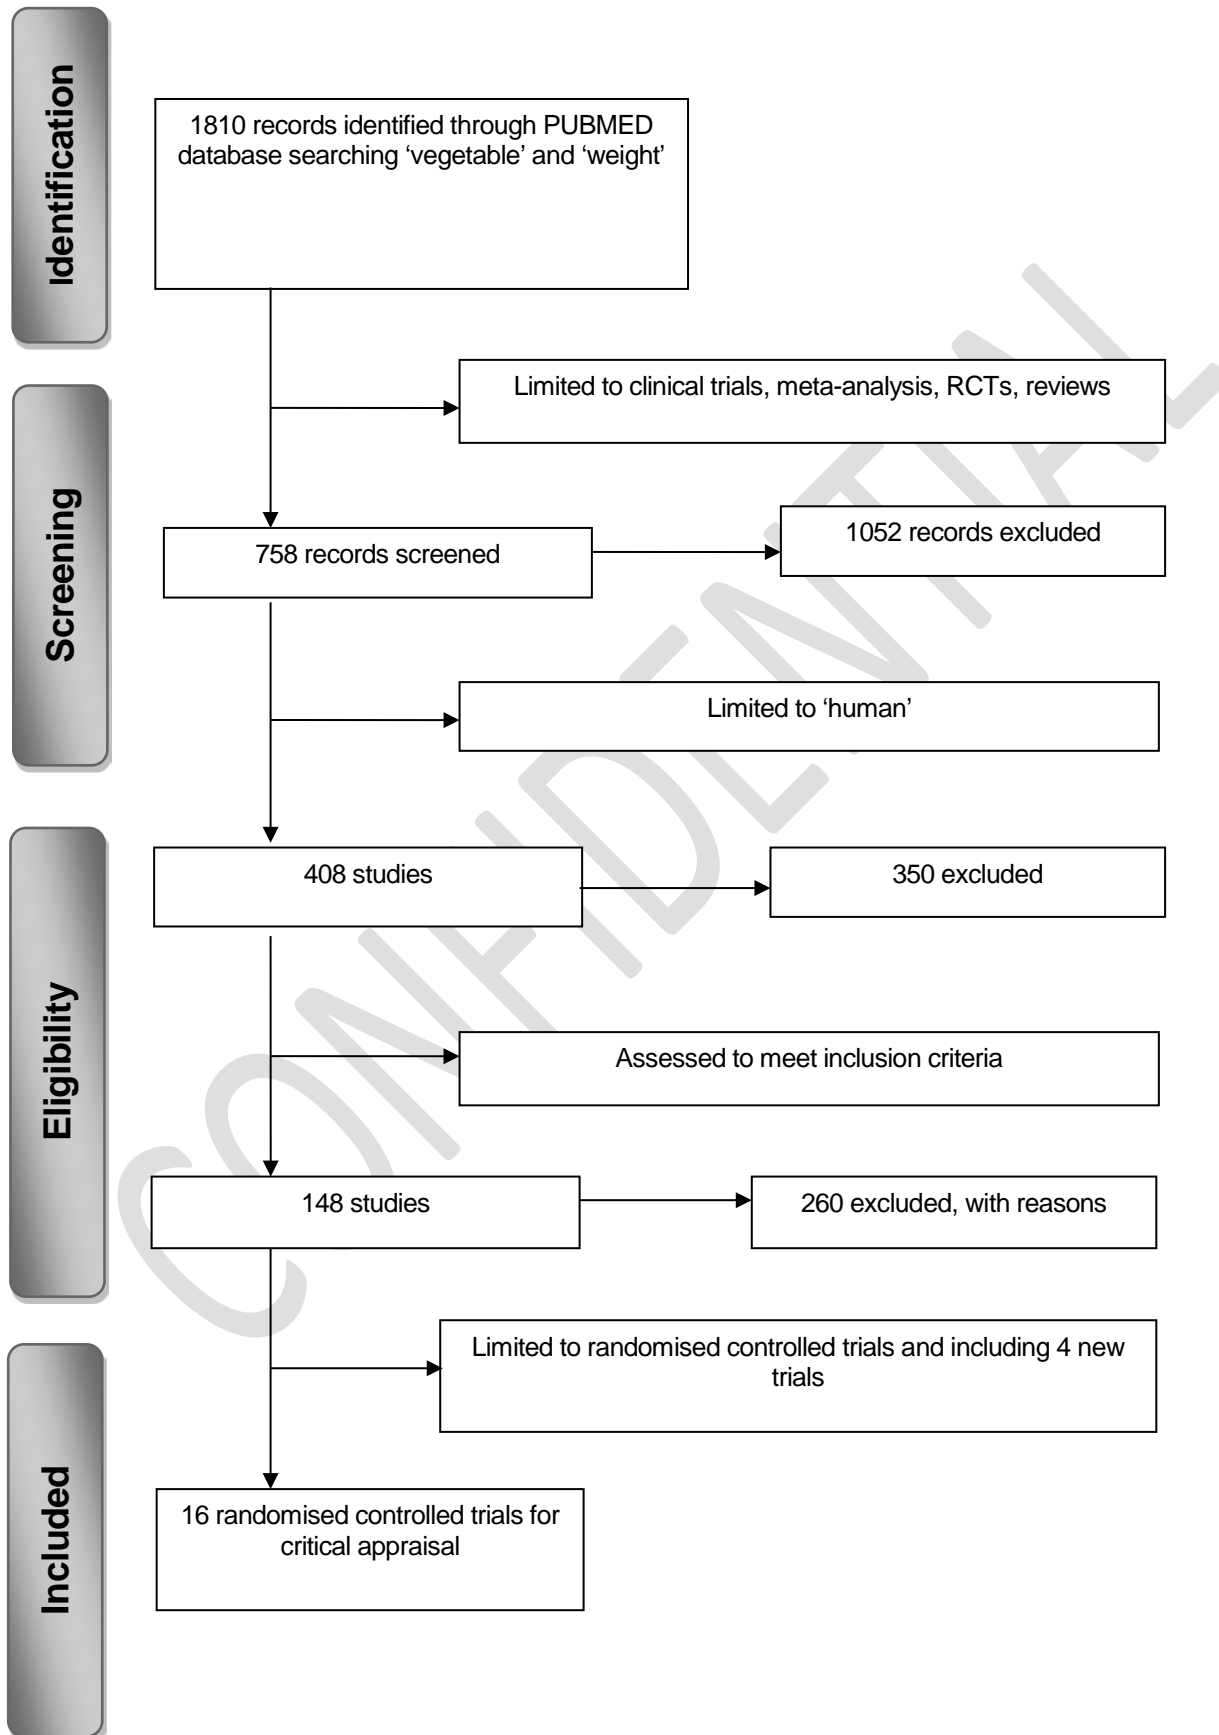 Identification
1810 records identified through PUBMED
database searching ‘vegetable’ and ‘weight’
Limited to clinical trials, meta-analysis, RCTs, reviews
Screening
758 records screened
1052 records excluded
Limited to ‘human’
408 studies
350 excluded
Eligibility
Assessed to meet inclusion criteria
148 studies
260 excluded, with reasons
Limited to randomised controlled trials and including 4 new
trials
Included
16 randomised controlled trials for
critical appraisal
CONFIDENTIAL